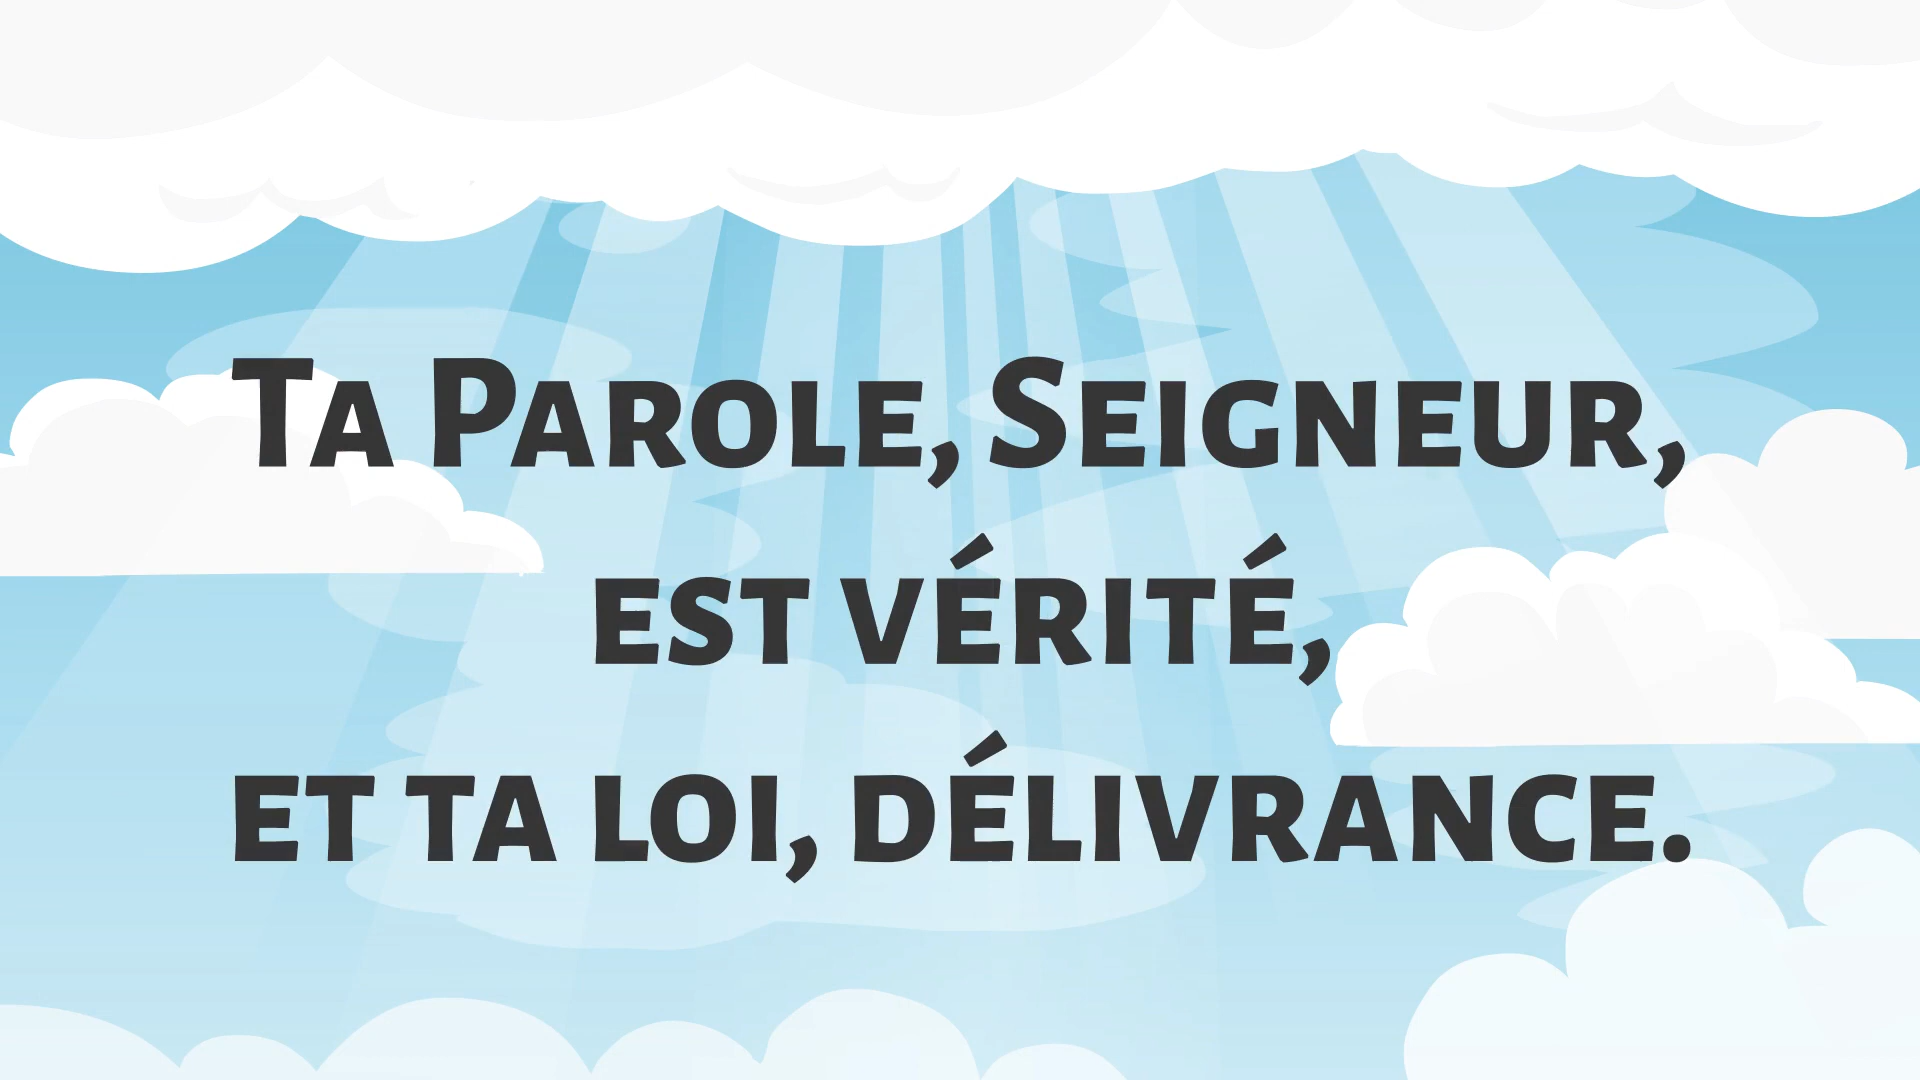 Ta Parole, Seigneur,
est vérité,
et ta loi, délivrance.